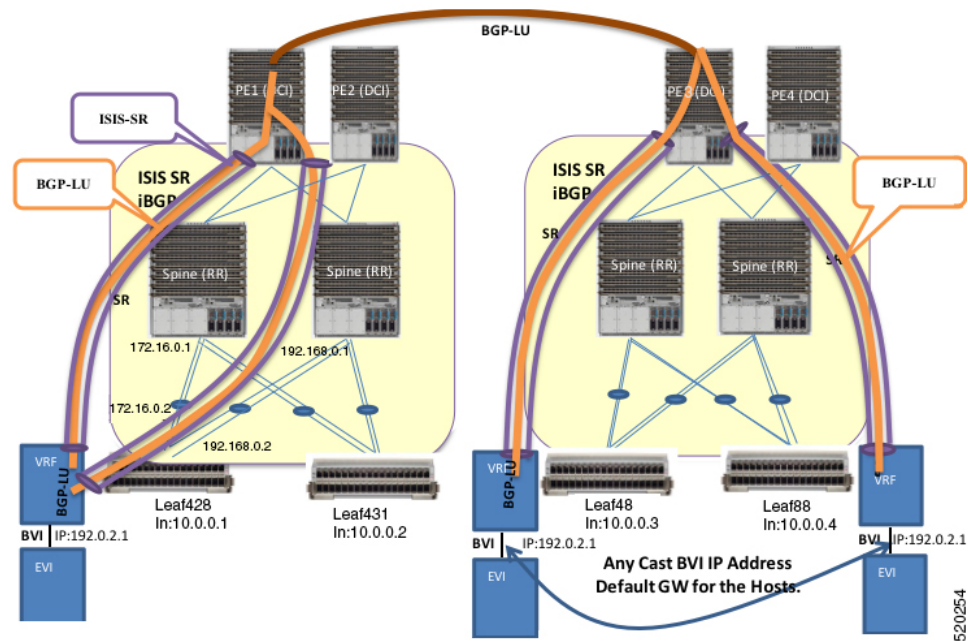 BGP-LU
PE1 (DCI)
PE2 (DCI)
PE3 (DCI)
PE4 (DCI)
ISIS-SR
BGP-LU
ISIS SR
iBGP
ISIS SR
iBGP
BGP-LU
SR
SR
SR
Spine (RR)
Spine (RR)
Spine (RR)
Spine (RR)
172.16.0.1
192.168.0.1
172.16.0.2
192.168.0.2
VRF
BGP-LU
Leaf428
In:10.0.0.1
Leaf431
In:10.0.0.2
VRF
BGP-LU
Leaf48
In:10.0.0.3
Leaf88
In:10.0.0.4
VRF
BVI
IP:192.0.2.1
EVI
BVI
IP:192.0.2.1
EVI
BVI
IP:192.0.2.1
EVI
Any Cast BVI IP Address
Default GW for the Hosts.
520254